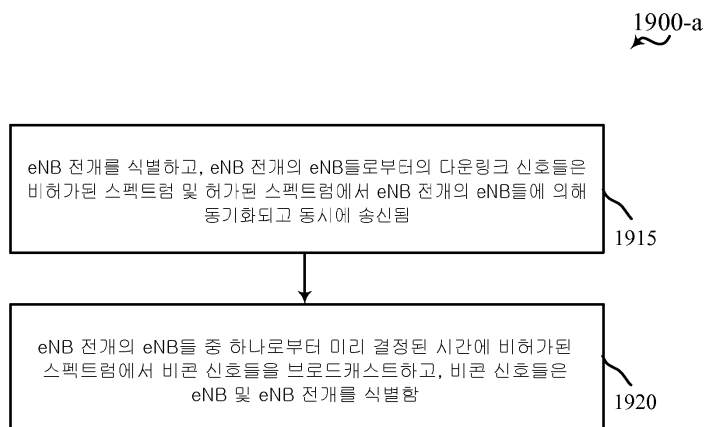 1900-a
eNB 전개를 식별하고, eNB 전개의 eNB들로부터의 다운링크 신호들은
비허가된 스펙트럼 및 허가된 스펙트럼에서 eNB 전개의 eNB들에 의해
동기화되고 동시에 송신됨
1915
eNB 전개의 eNB들 중 하나로부터 미리 결정된 시간에 비허가된
스펙트럼에서 비콘 신호들을 브로드캐스트하고, 비콘 신호들은
eNB 및 eNB 전개를 식별함
1920